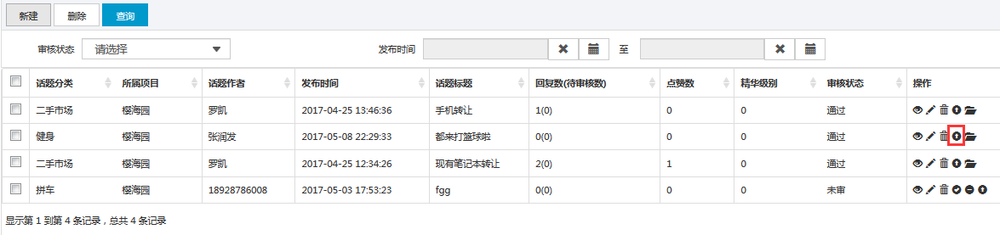 新建 删除 查询
审核状态 请选择 发布时间 至
话题分类 所属项目 话题作者 发布时间 话题标题 回复数(待审核数) 点赞数 精华级别 审核状态 操作
二手市场 樱海园 罗凯 2017-04-25 13:46:36 手机转让 1(0) 0 0 通过
健身 樱海园 张润发 2017-05-08 22:29:33 都来打篮球啦 0(0) 0 0 通过
二手市场 樱海园 罗凯 2017-04-25 12:34:26 现有笔记本转让 2(0) 1 0 通过
拼车 樱海园 18928786008 2017-05-03 17:53:23 fgg 0(0) 0 0 未审
显示第 1 到第 4 条记录，总共 4 条记录